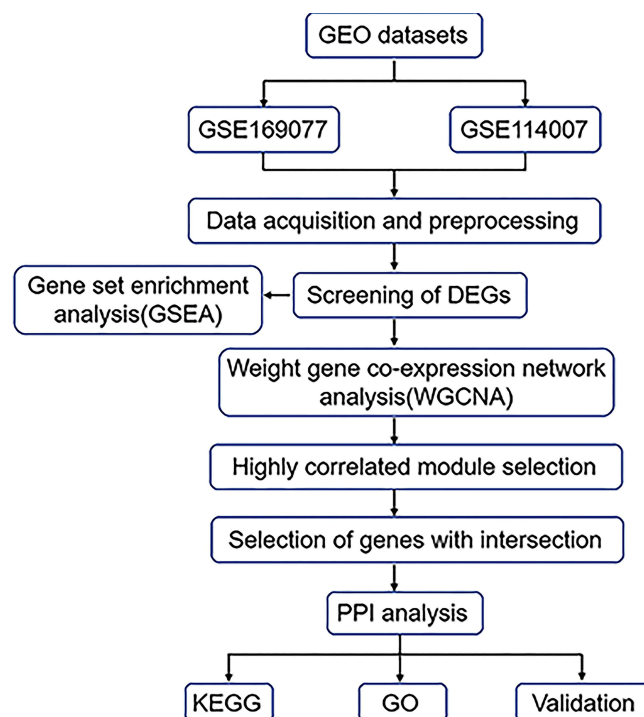 GEO datasets
GSE169077
GSE114007
Data acquisition and preprocessing
Gene set enrichment
analysis(GSEA)
Screening of DEGs
Weight gene co-expression network
analysis(WGCNA)
Highly correlated module selection
Selection of genes with intersection
PPI analysis
KEGG
GO
Validation